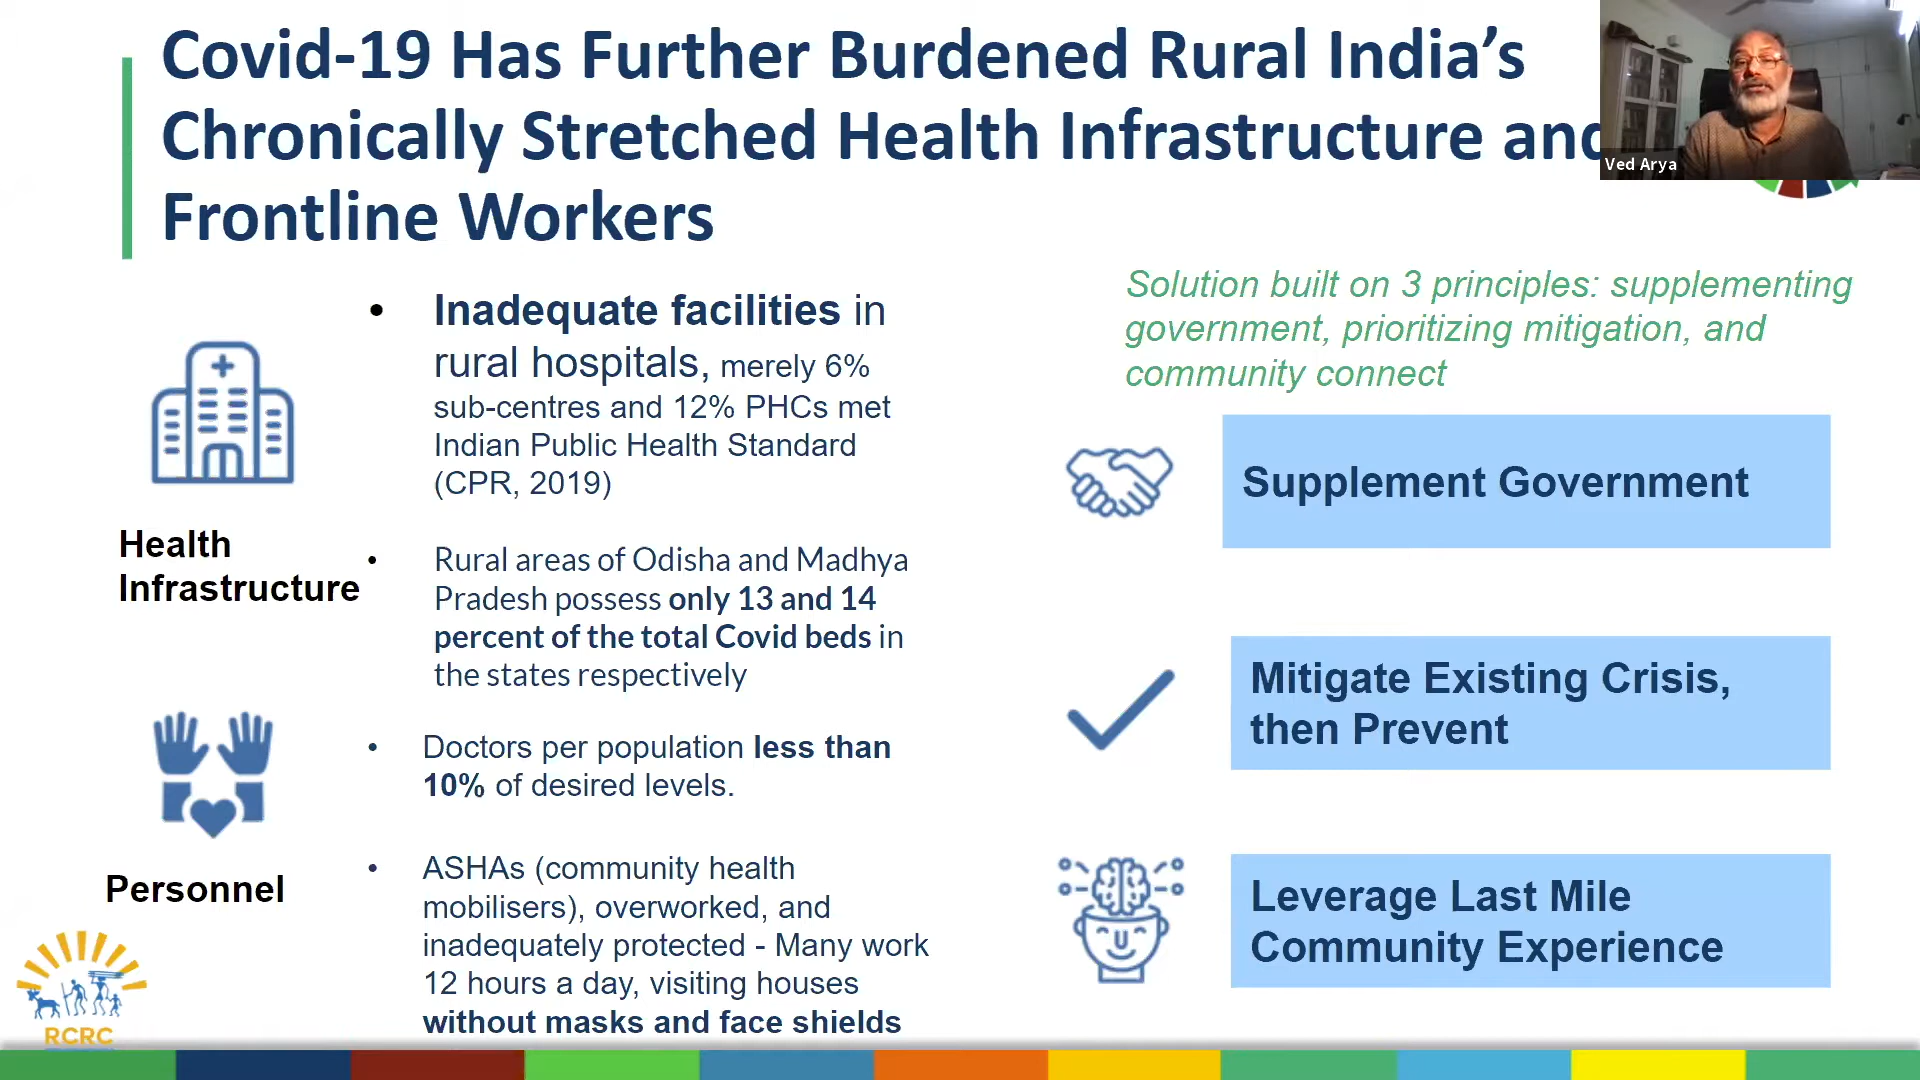 Covid-19 Has Further Burdened Rural India’s
Chronically Stretched Health Infrastructure and
Frontline Workers
Ved Arya
• Inadequate facilities in
rural hospitals, merely 6%
sub-centres and 12% PHCs met
Indian Public Health Standard
(CPR, 2019)
Health
Infrastructure
• Rural areas of Odisha and Madhya
Pradesh possess only 13 and 14
percent of the total Covid beds in
the states respectively
• Doctors per population less than
10% of desired levels.
Personnel
• ASHAs (community health
mobilisers), overworked, and
inadequately protected - Many work
12 hours a day, visiting houses
without masks and face shields
Solution built on 3 principles: supplementing
government, prioritizing mitigation, and
community connect
Supplement Government
Mitigate Existing Crisis,
then Prevent
Leverage Last Mile
Community Experience
RCRC